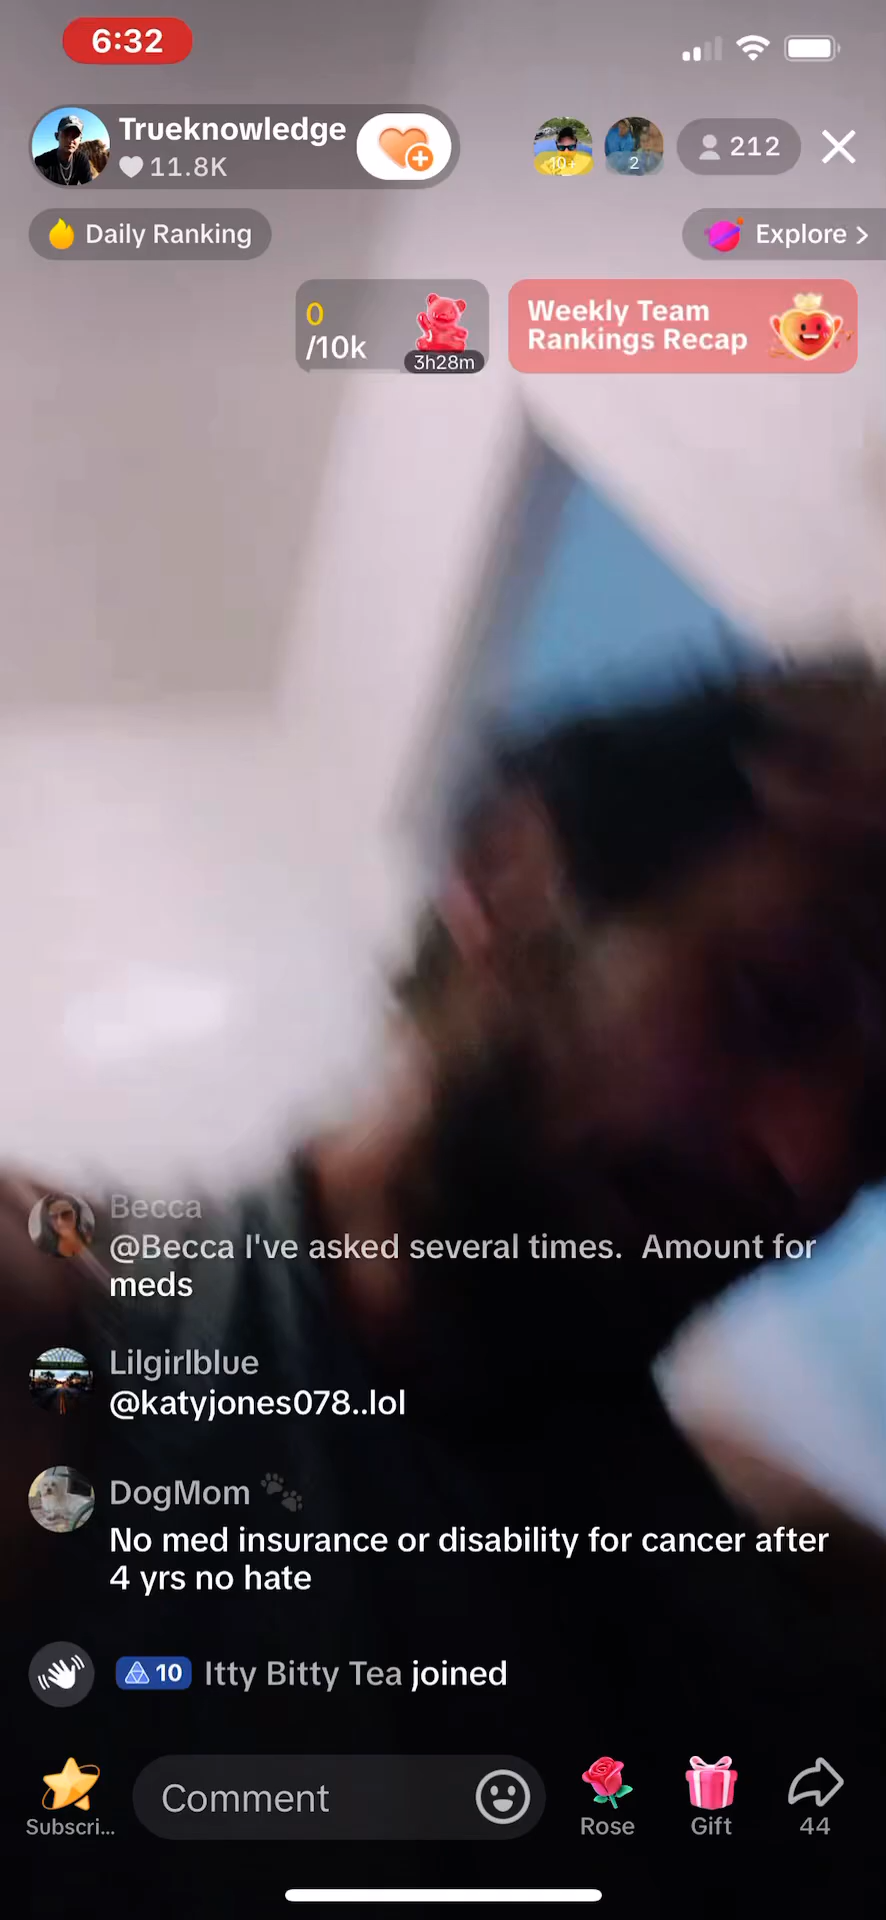 6:32
Trueknowledge
11.8K
10+
2
212
Daily Ranking
Explore >
0
/10k
3h28m
Weekly Team
Rankings Recap
Becca
@Becca I've asked several times. Amount for
meds
Lilgirlblue
@katyjones078..lol
DogMom
No med insurance or disability for cancer after
4 yrs no hate
10 Itty Bitty Tea joined
Subscri...
Comment
Rose
Gift
44